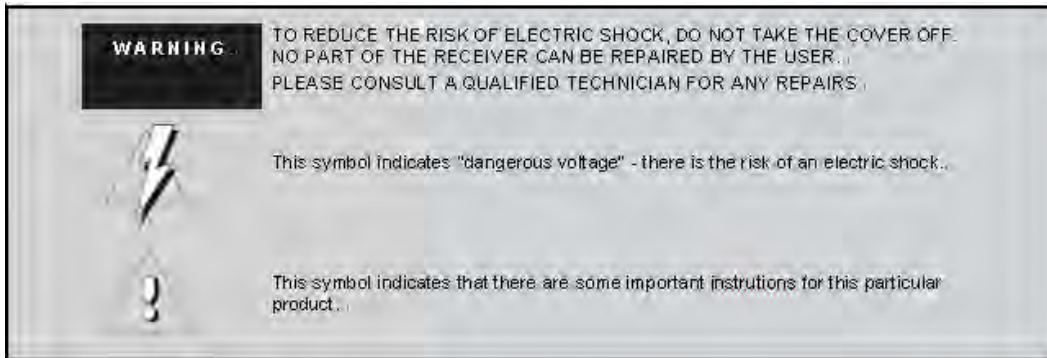 WARNING
TO REDUCE THE RISK OF ELECTRIC SHOCK, DO NOT TAKE THE COVER OFF.
NO PART OF THE RECEIVER CAN BE REPAIRED BY THE USER..
PLEASE CONSULT A QUALIFIED TECHNICIAN FOR ANY REPAIRS.
This symbol indicates "dangerous voltage" - there is the risk of an electric shock..
!
This symbol indicates that there are some important instrutions for this particular
product..